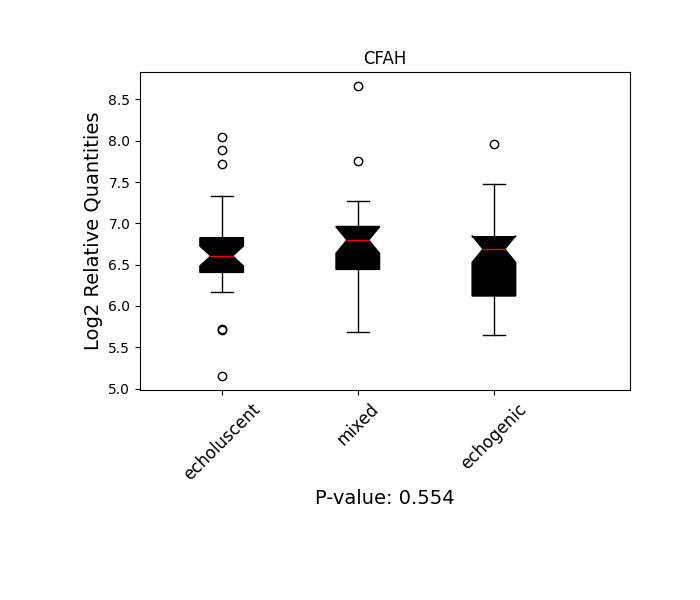 CFAH
Log2 Relative Quantities
8.5
8.0
7.5
7.0
6.5
6.0
5.5
5.0
echoluscent
mixed
echogenic
P-value: 0.554